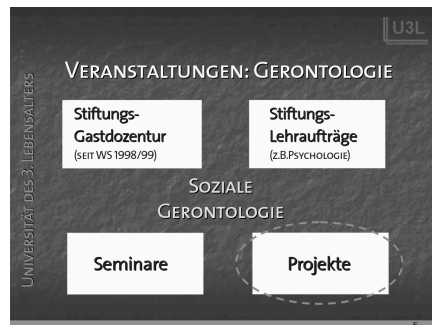 U3L
VERANSTALTUNGEN: GERONTOLOGIE
UNIVERSITÄT DES 3. LEBENSALTERS
Stiftungs-
Gastdozentur
(SEIT WS 1998/99)
Stiftungs-
Lehraufträge
(Z.B.PSYCHOLOGIE)
SOZIALE
GERONTOLOGIE
Seminare
Projekte